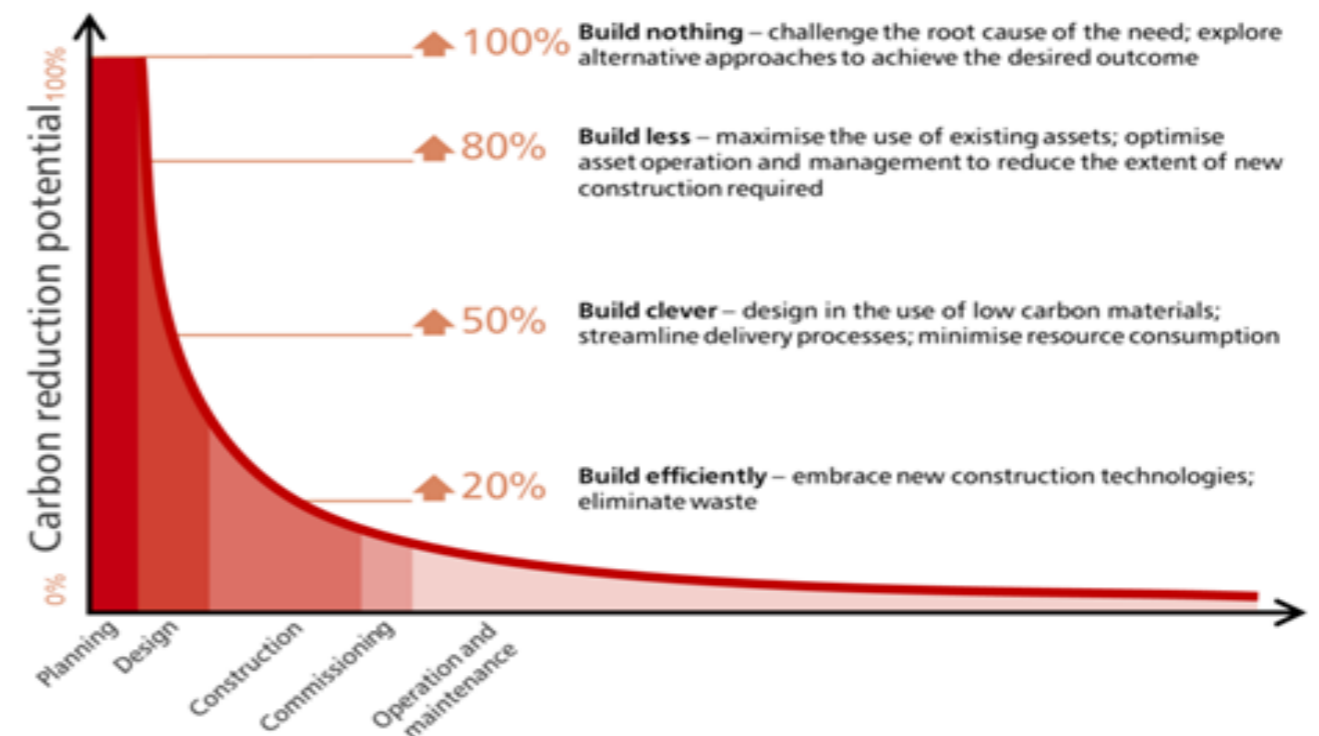 100%
Build nothing – challenge the root cause of the need; explore
alternative approaches to achieve the desired outcome
80%
Build less – maximise the use of existing assets; optimise
asset operation and management to reduce the extent of new
construction required
50%
Build clever – design in the use of low carbon materials;
streamline delivery processes; minimise resource consumption
20%
Build efficiently – embrace new construction technologies;
eliminate waste
Carbon reduction potential
100%
0%
Planning
Design
Construction
Commissioning
Operation and
maintenance